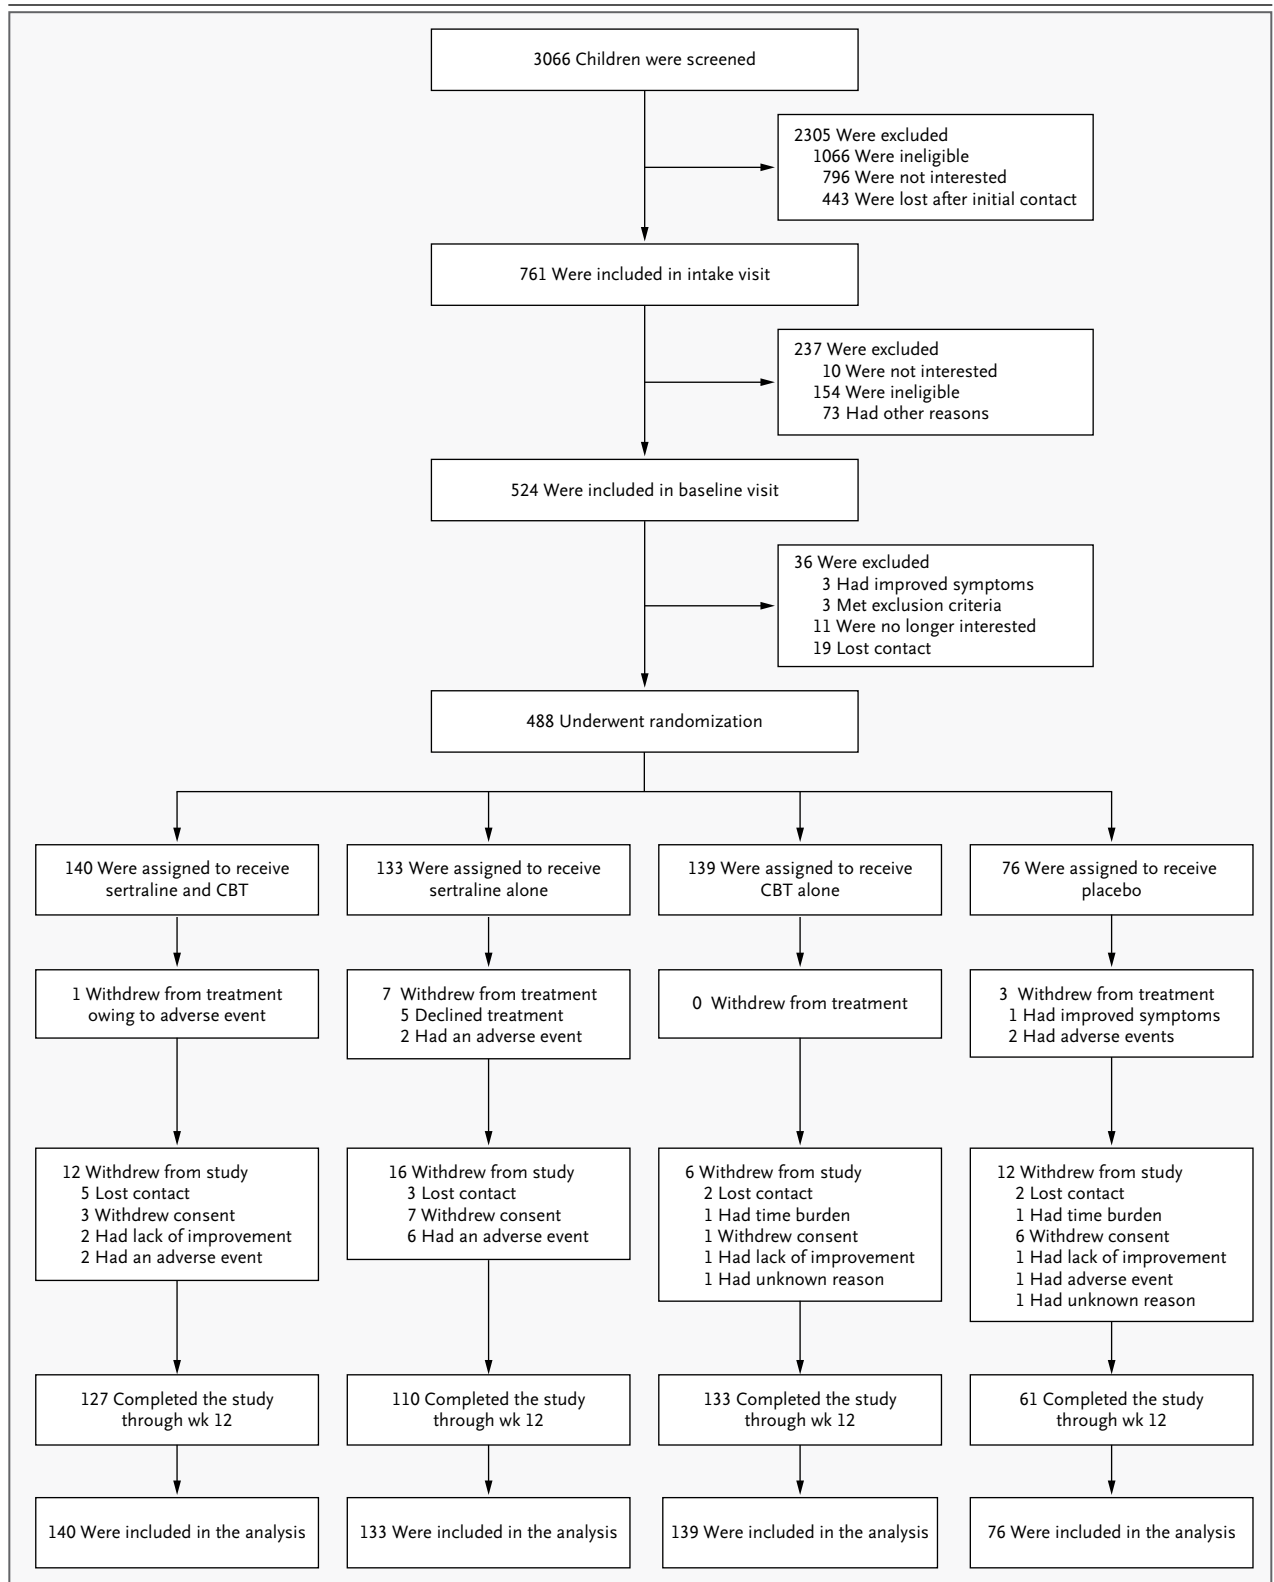 3066 Children were screened
2305 Were excluded
1066 Were ineligible
796 Were not interested
443 Were lost after initial contact
761 Were included in intake visit
237 Were excluded
10 Were not interested
154 Were ineligible
73 Had other reasons
524 Were included in baseline visit
36 Were excluded
3 Had improved symptoms
3 Met exclusion criteria
11 Were no longer interested
19 Lost contact
488 Underwent randomization
140 Were assigned to receive
sertraline and CBT
133 Were assigned to receive
sertraline alone
139 Were assigned to receive
CBT alone
76 Were assigned to receive
placebo
1 Withdrew from treatment
owing to adverse event
7 Withdrew from treatment
5 Declined treatment
2 Had an adverse event
0 Withdrew from treatment
3 Withdrew from treatment
1 Had improved symptoms
2 Had adverse events
12 Withdrew from study
5 Lost contact
3 Withdrew consent
2 Had lack of improvement
2 Had an adverse event
16 Withdrew from study
3 Lost contact
7 Withdrew consent
6 Had an adverse event
6 Withdrew from study
2 Lost contact
1 Had time burden
1 Withdrew consent
1 Had lack of improvement
1 Had unknown reason
12 Withdrew from study
2 Lost contact
1 Had time burden
6 Withdrew consent
1 Had lack of improvement
1 Had adverse event
1 Had unknown reason
127 Completed the study
through wk 12
110 Completed the study
through wk 12
133 Completed the study
through wk 12
61 Completed the study
through wk 12
140 Were included in the analysis
133 Were included in the analysis
139 Were included in the analysis
76 Were included in the analysis